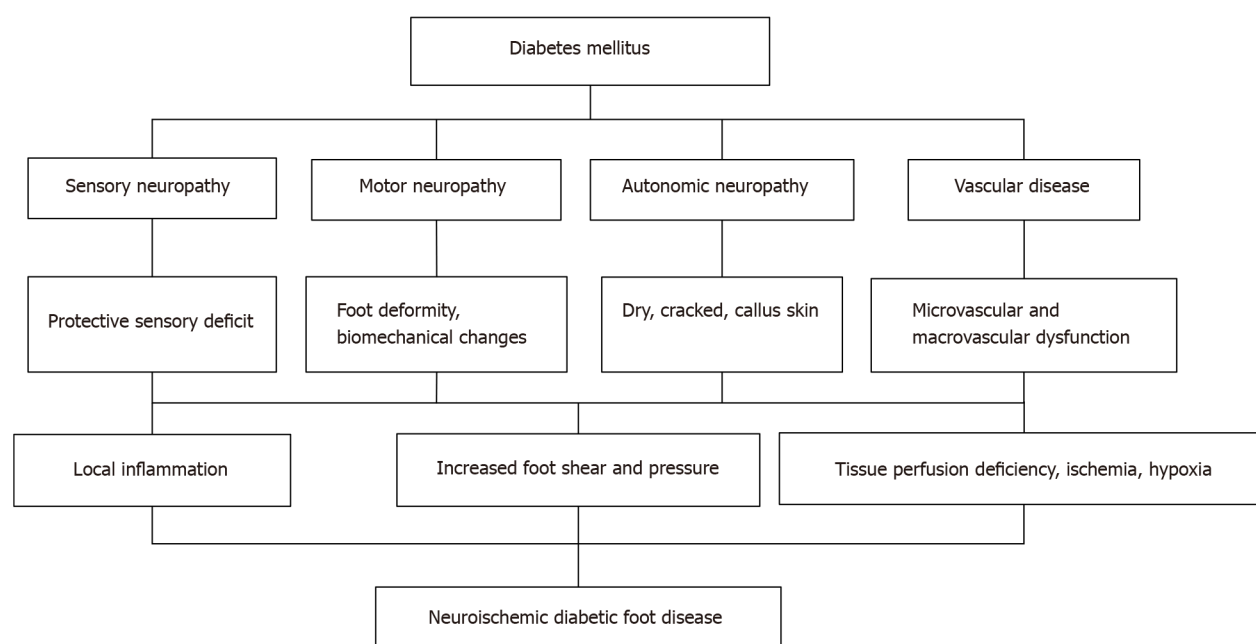 Diabetes mellitus
Sensory neuropathy
Motor neuropathy
Autonomic neuropathy
Vascular disease
Protective sensory deficit
Foot deformity,
biomechanical changes
Dry, cracked, callus skin
Microvascular and
macrovascular dysfunction
Local inflammation
Increased foot shear and pressure
Tissue perfusion deficiency, ischemia, hypoxia
Neuroischemic diabetic foot disease